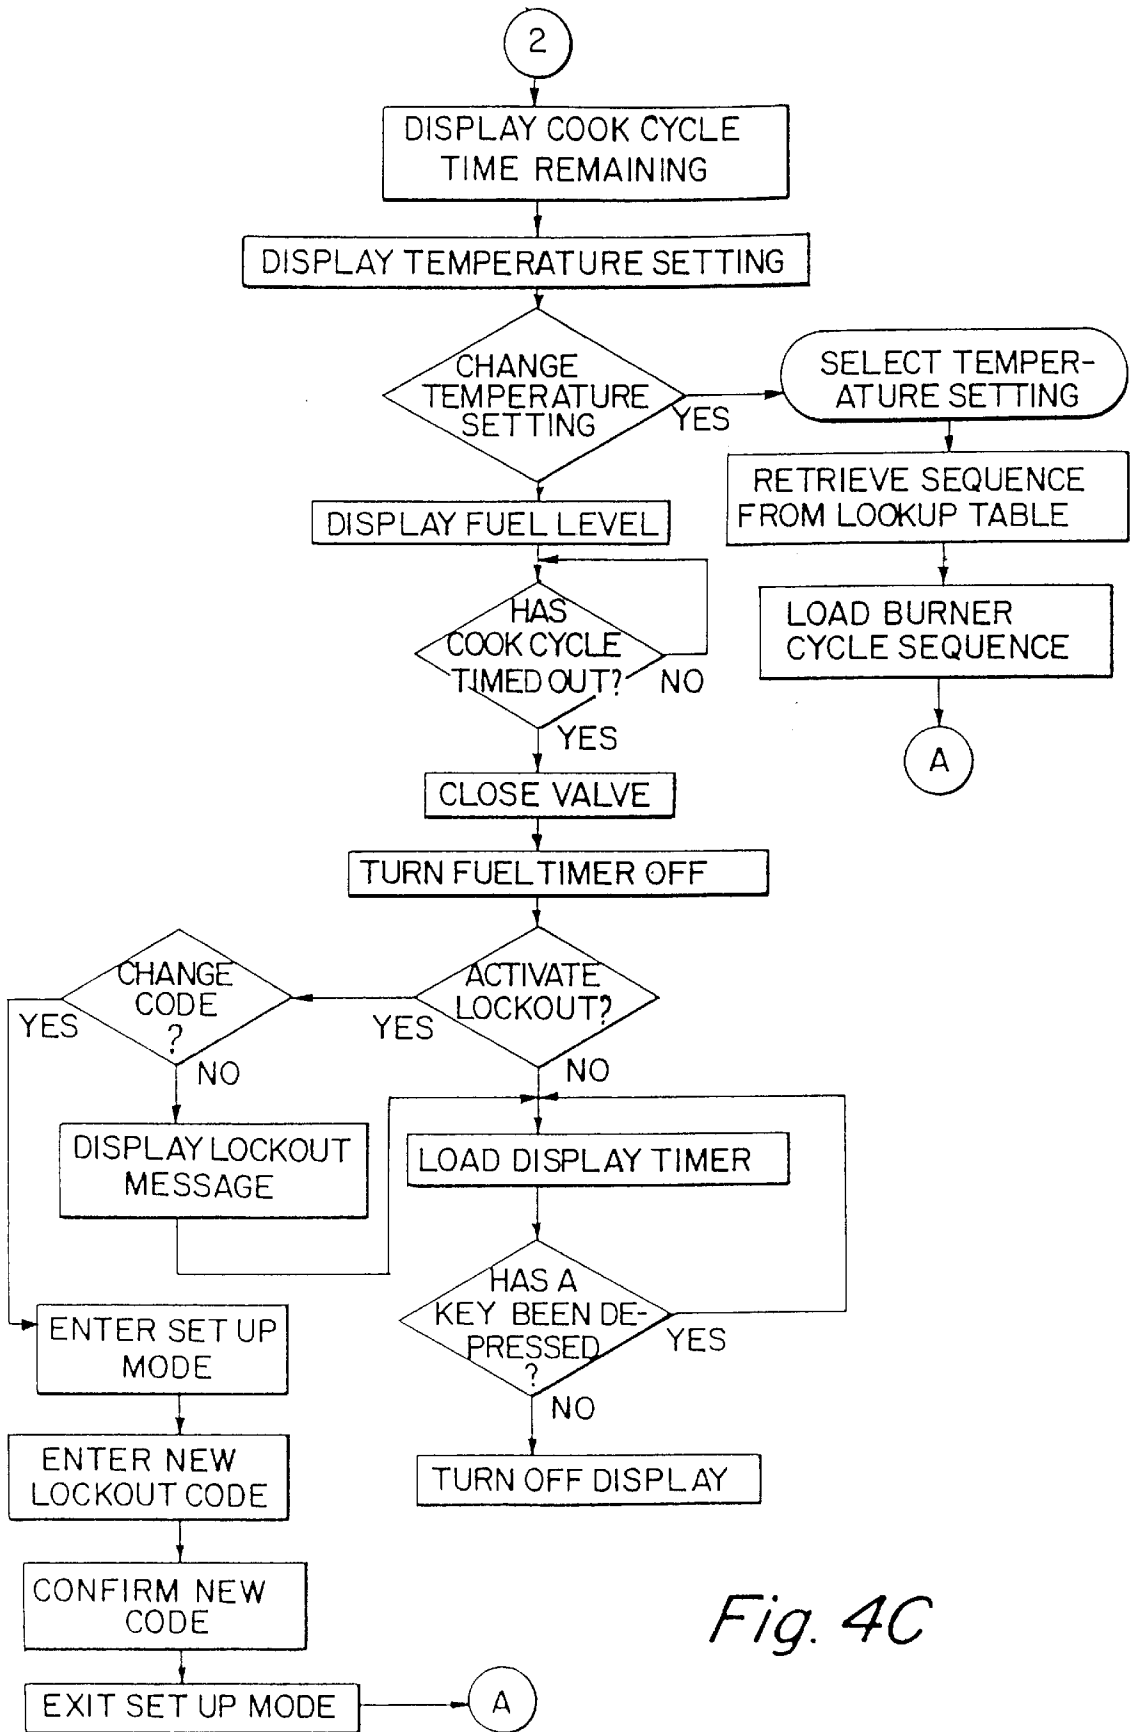 2
DISPLAY COOK CYCLE
TIME REMAINING
DISPLAY TEMPERATURE SETTING
CHANGE
TEMPERATURE
SETTING
YES
SELECT TEMPER-
ATURE SETTING
RETRIEVE SEQUENCE
FROM LOOKUP TABLE
LOAD BURNER
CYCLE SEQUENCE
A
DISPLAY FUEL LEVEL
HAS
COOK CYCLE
TIMED OUT?
NO
YES
CLOSE VALVE
TURN FUEL TIMER OFF
ACTIVATE
LOCKOUT?
YES
NO
CHANGE
CODE
?
YES
NO
DISPLAY LOCKOUT
MESSAGE
LOAD DISPLAY TIMER
HAS A
KEY BEEN DE-
PRESSED
?
YES
NO
TURN OFF DISPLAY
ENTER SET UP
MODE
ENTER NEW
LOCKOUT CODE
CONFIRM NEW
CODE
EXIT SET UP MODE
A
Fig. 4C